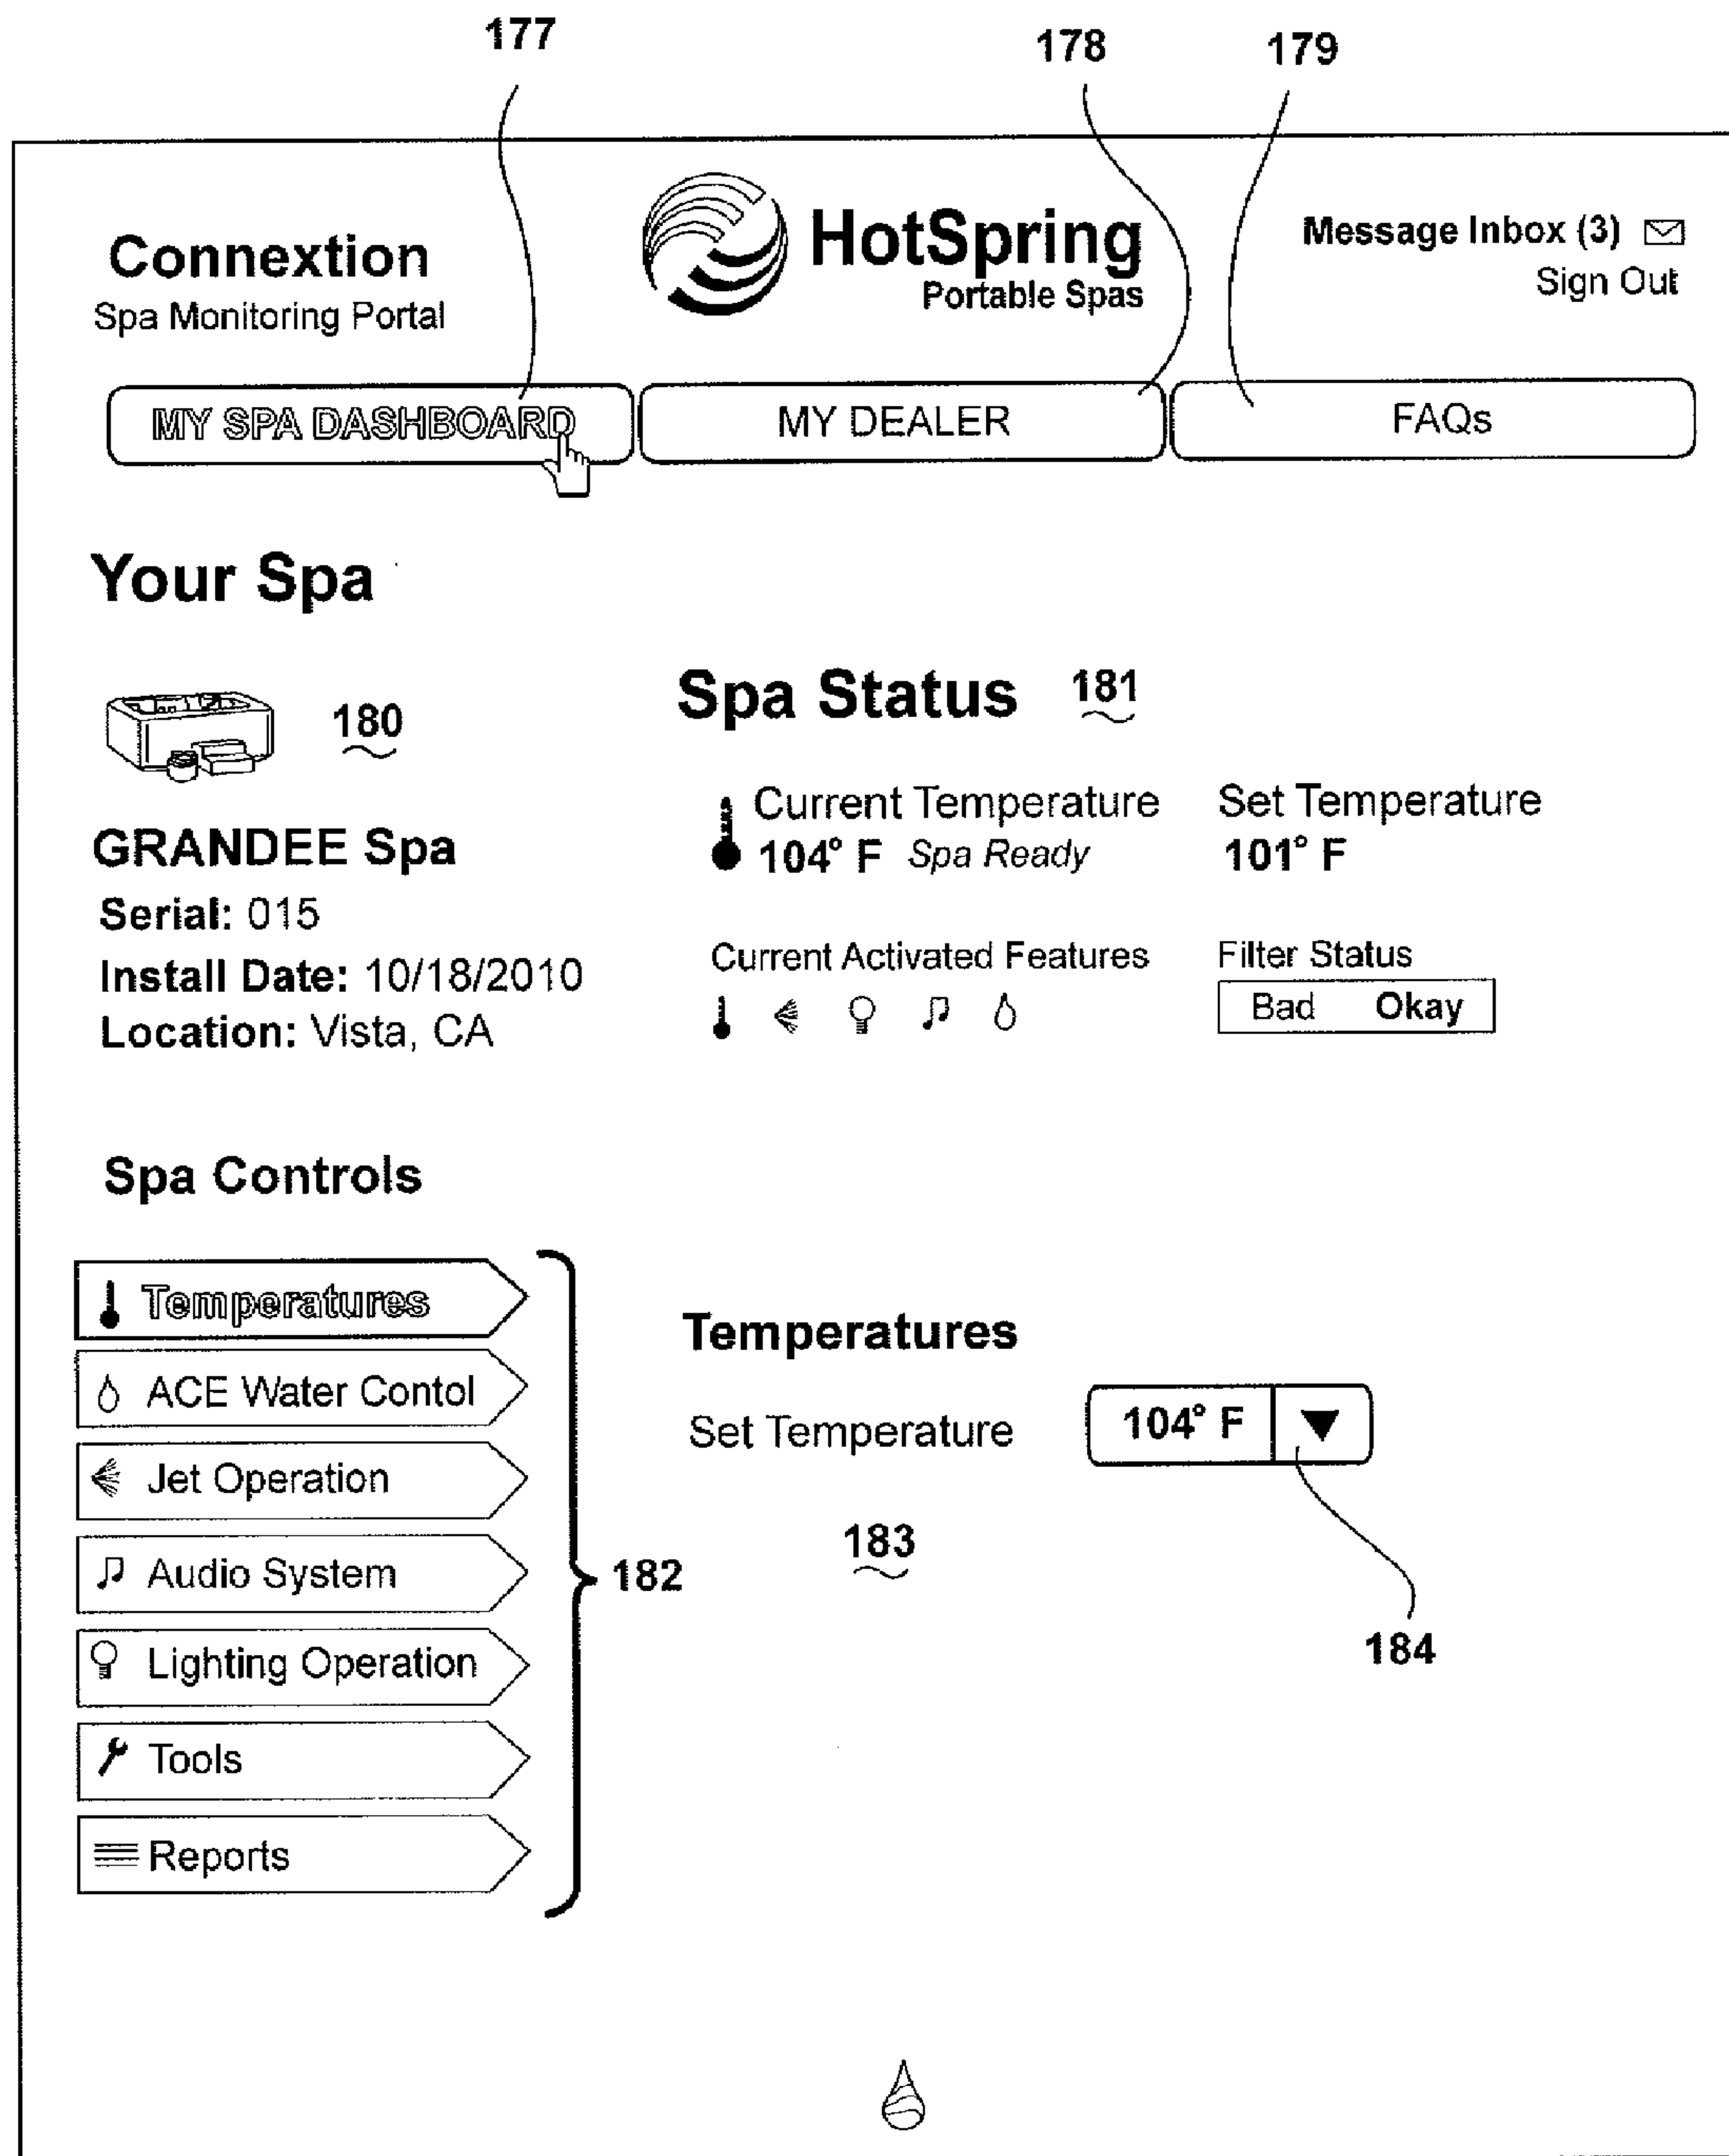 177
178
179
Connextion
Spa Monitoring Portal
HotSpring
Portable Spas
Message Inbox (3)
Sign Out
MY SPA DASHBOARD
MY DEALER
FAQs
Your Spa
180
GRANDEE Spa
Serial: 015
Install Date: 10/18/2010
Location: Vista, CA
Spa Status 181
Current Temperature
104° F Spa Ready
Set Temperature
101° F
Current Activated Features
Filter Status
Bad Okay
Spa Controls
Temperatures
ACE Water Contol
Jet Operation
Audio System
Lighting Operation
Tools
Reports
182
Temperatures
Set Temperature
104° F
183
184